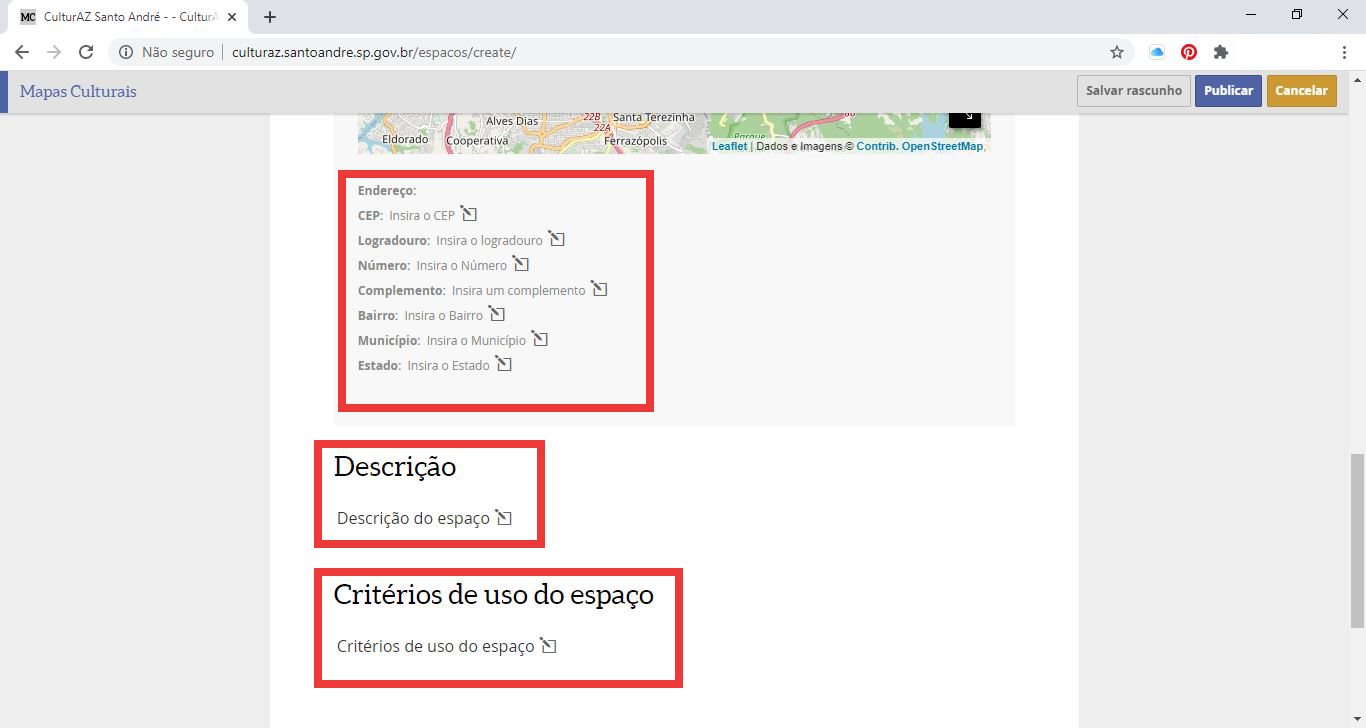 MC CulturAZ Santo André - - Cultur
Não seguro | culturaz.santoandre.sp.gov.br/espacos/create/
Mapas Culturais
Salvar rascunho
Publicar
Cancelar
Alves Dias
22B
22A
Santa Terezinha
Eldorado
Cooperativa
Ferrazópolis
Parque
Leaflet | Dados e Imagens © Contrib. OpenStreetMap,
Endereço:
CEP: Insira o CEP
Logradouro: Insira o logradouro
Número: Insira o Número
Complemento: Insira um complemento
Bairro: Insira o Bairro
Município: Insira o Município
Estado: Insira o Estado
Descrição
Descrição do espaço
Critérios de uso do espaço
Critérios de uso do espaço